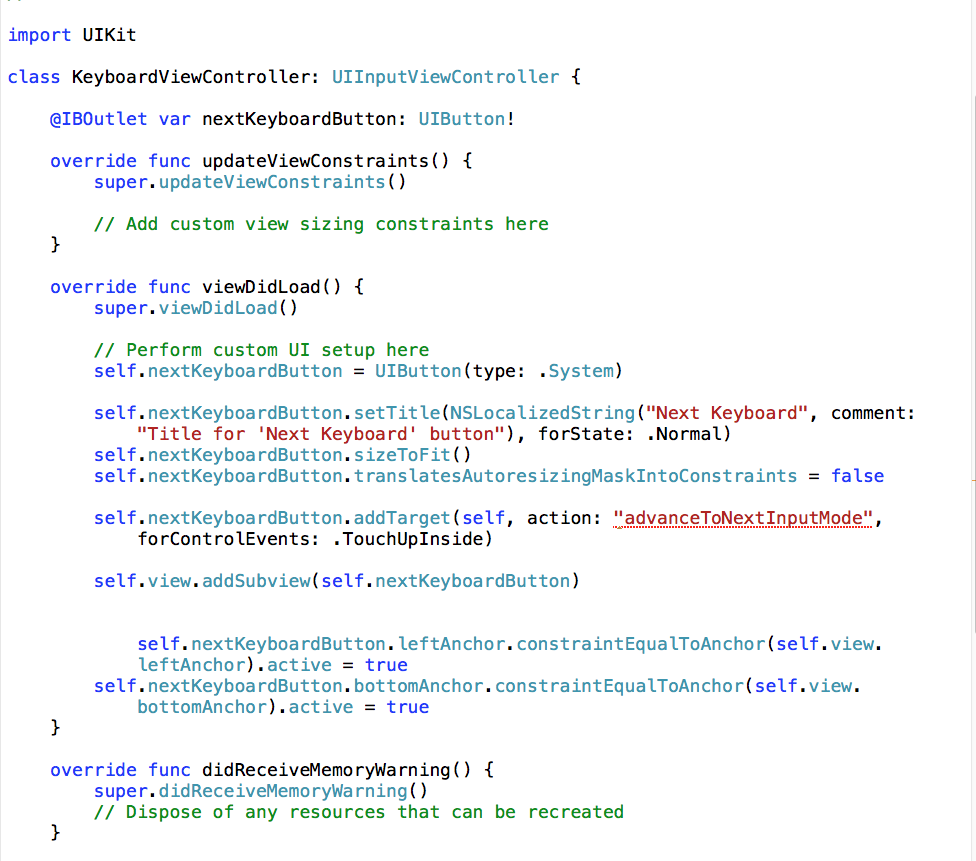 import UIKit
class KeyboardViewController: UIInputViewController {
@IBOutlet var nextKeyboardButton: UIButton!
override func updateViewConstraints() {
super.updateViewConstraints()
// Add custom view sizing constraints here
}
override func viewDidLoad() {
super.viewDidLoad()
// Perform custom UI setup here
self.nextKeyboardButton = UIButton(type: .System)
self.nextKeyboardButton.setTitle(NSLocalizedString("Next Keyboard", comment:
"Title for 'Next Keyboard' button"), forState: .Normal)
self.nextKeyboardButton.sizeToFit()
self.nextKeyboardButton.translatesAutoresizingMaskIntoConstraints = false
self.nextKeyboardButton.addTarget(self, action: "advanceToNextInputMode",
forControlEvents: .TouchUpInside)
self.view.addSubview(self.nextKeyboardButton)
self.nextKeyboardButton.leftAnchor.constraintEqualToAnchor(self.view.
leftAnchor).active = true
self.nextKeyboardButton.bottomAnchor.constraintEqualToAnchor(self.view.
bottomAnchor).active = true
}
override func didReceiveMemoryWarning() {
super.didReceiveMemoryWarning()
// Dispose of any resources that can be recreated
}